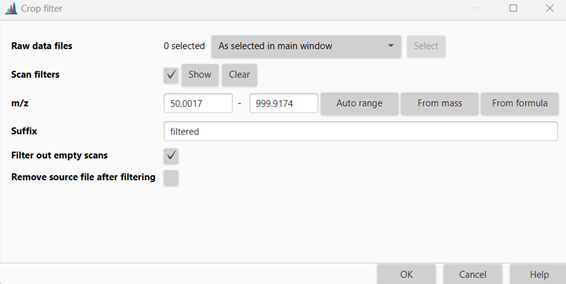 Crop filter
Raw data files 0 selected As selected in main window Select
Scan filters Show Clear
m/z 50.0017 - 999.9174 Auto range From mass From formula
Suffix filtered
Filter out empty scans
Remove source file after filtering
OK Cancel Help